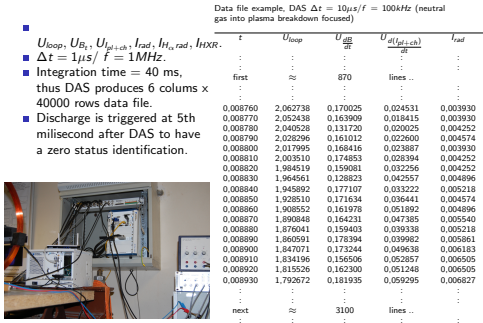 U_loop, U_Bt, U_Ipl+ch, I_rad, I_Hα rad, I_HXR.
Δt = 1μs/ f = 1MHz.
Integration time = 40 ms,
thus DAS produces 6 colums x
40000 rows data file.
Discharge is triggered at 5th
milisecond after DAS to have
a zero status identification.
Data file example, DAS Δt = 10μs/f = 100kHz (neutral
gas into plasma breakdown focused)
t U_loop U_dB/dt U_d(Ipl+ch)/dt I_rad
: : : : :
: : : : :
first ≈ 870 lines ..
: : : : :
: : : : :
0,008760 2,062738 0,170025 0,024531 0,003930
0,008770 2,052438 0,163909 0,018415 0,003930
0,008780 2,040528 0,131720 0,020025 0,004252
0,008790 2,028296 0,161012 0,022600 0,004574
0,008800 2,017995 0,168416 0,023887 0,003930
0,008810 2,003510 0,174853 0,028394 0,004252
0,008820 1,984519 0,159081 0,032256 0,004252
0,008830 1,964561 0,128823 0,042557 0,004896
0,008840 1,945892 0,177107 0,033222 0,005218
0,008850 1,928510 0,171634 0,036441 0,004574
0,008860 1,908552 0,161978 0,051892 0,004896
0,008870 1,890848 0,164231 0,047385 0,005540
0,008880 1,876041 0,159403 0,039338 0,005218
0,008890 1,860591 0,178394 0,039982 0,005861
0,008900 1,847071 0,173244 0,049638 0,006183
0,008910 1,834196 0,156506 0,052857 0,006505
0,008920 1,815526 0,162300 0,051248 0,006505
0,008930 1,792672 0,181935 0,059295 0,006827
: : : : :
: : : : :
next ≈ 3100 lines ..
: : : : :